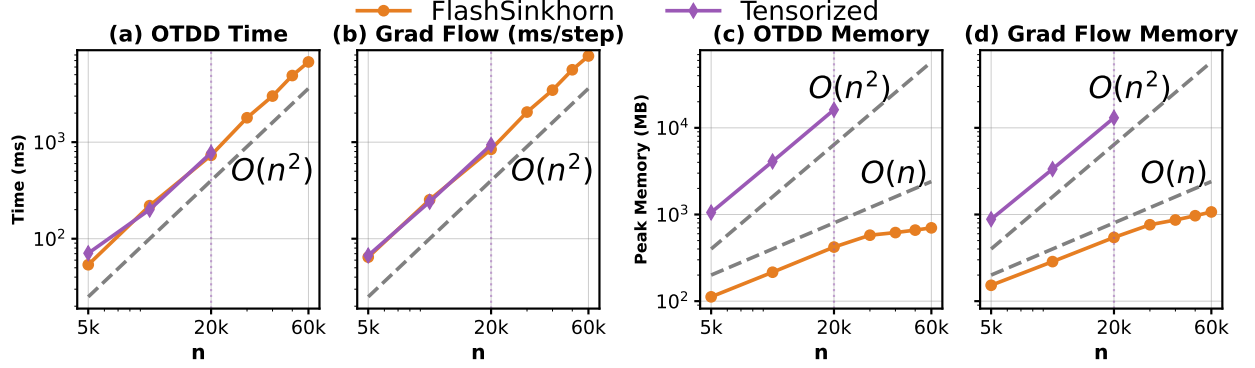 FlashSinkhorn Tensorized
(a) OTDD Time
Time (ms)
10³
10²
O(n²)
5k 20k 60k
n
(b) Grad Flow (ms/step)
O(n²)
5k 20k 60k
n
(c) OTDD Memory
Peak Memory (MB)
10⁴
10³
10²
O(n²)
O(n)
5k 20k 60k
n
(d) Grad Flow Memory
O(n²)
O(n)
5k 20k 60k
n